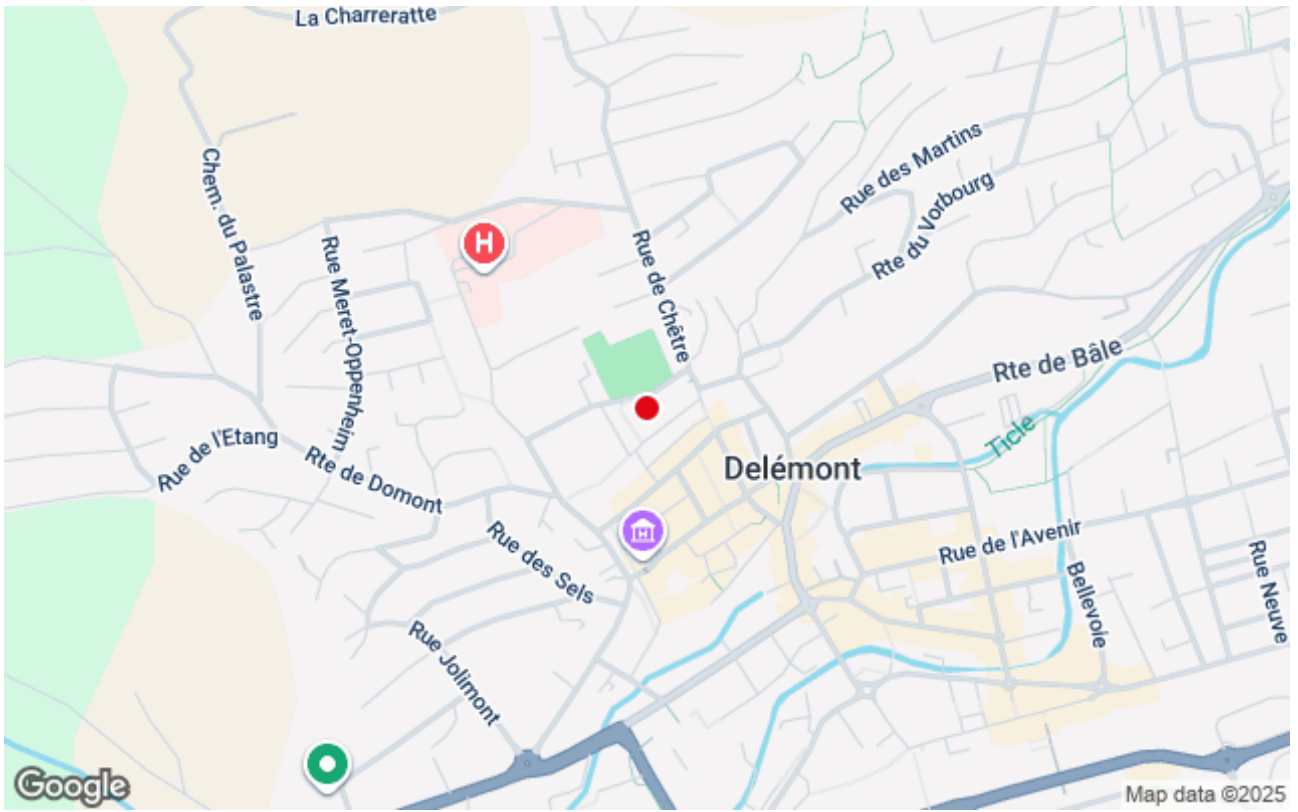 La Charreratte
Rue des Martins
Chem. du Palastre
Rte du Vorbourg
H
Rue de Chêtre
Rue Meret-Oppenheim
Rte de Bâle
Rue de l'Etang
Ticle
Rte de Domont
Delémont
Rue de l'Avenir
Rue des Sels
Bellevoie
Rue Neuve
Rue Jolimont
Google
Map data ©2025